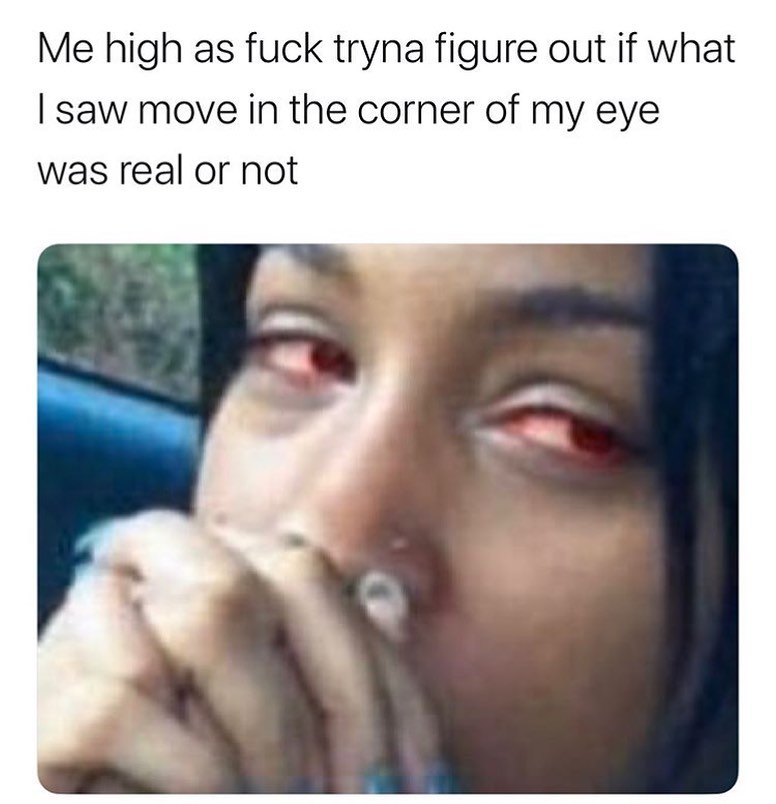 Me high as fuck tryna figure out if what
I saw move in the corner of my eye
was real or not